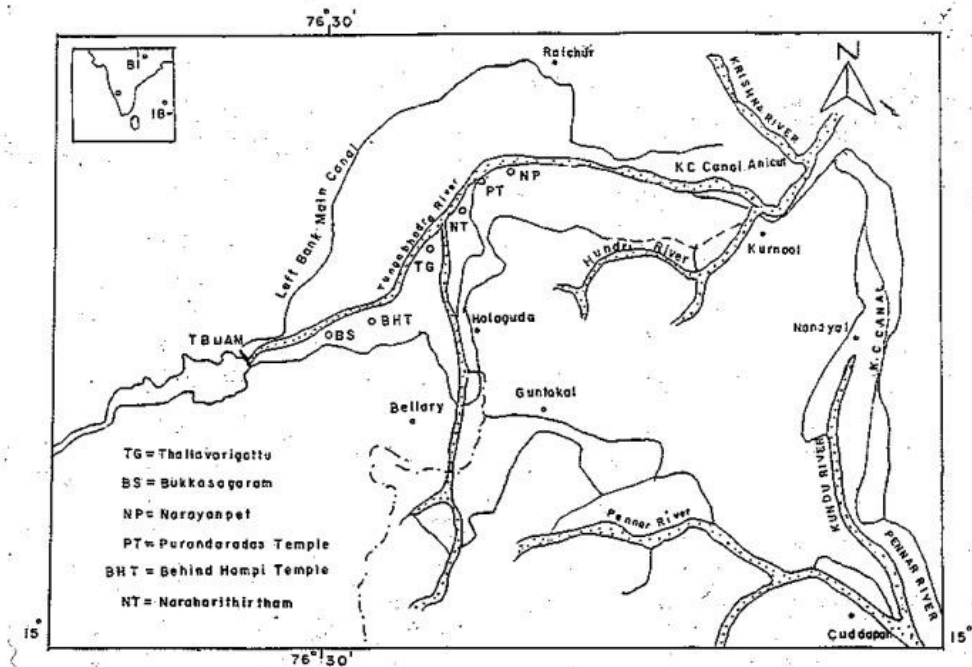 76°30'
BI
IB
Raichur
N
KRISHNA RIVER
Left Bank Main Canal
KC Canal Anicut
NP
PT
Tungabhadra River
NT
TG
Hundri River
Kurnool
BHT
BS
Halaguda
TBDAM
Nandyal
K.C CANAL
Bellary
Guntakal
TG = Thallavarigattu
BS = Bukkasagaram
NP = Narayanpet
PT = Purandaradas Temple
BHT = Behind Hampi Temple
NT = Naraharithirtham
Pennar River
KUNDU RIVER
PENNAR RIVER
Cuddapah
15°
15°
76°30'